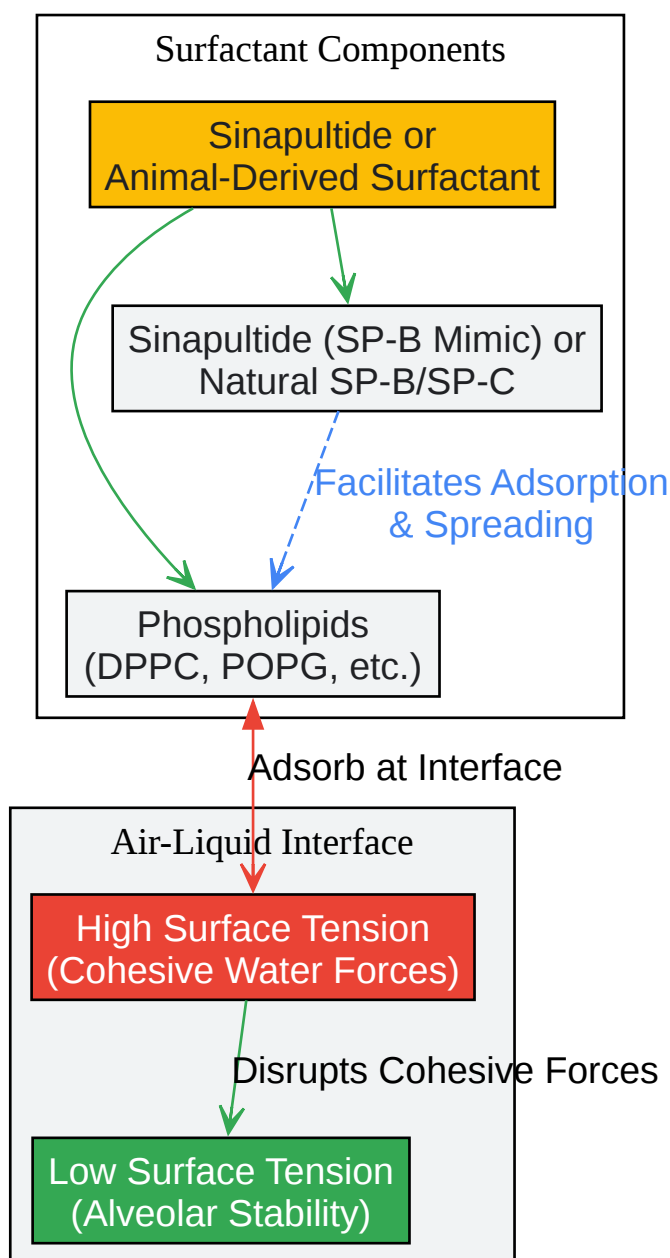 Surfactant Components
Sinapultide or
Animal-Derived Surfactant
Sinapultide (SP-B Mimic) or
Natural SP-B/SP-C
Facilitates Adsorption
& Spreading
Phospholipids
(DPPC, POPG, etc.)
Adsorb at Interface
Air-Liquid Interface
High Surface Tension
(Cohesive Water Forces)
Disrupts Cohesive Forces
Low Surface Tension
(Alveolar Stability)